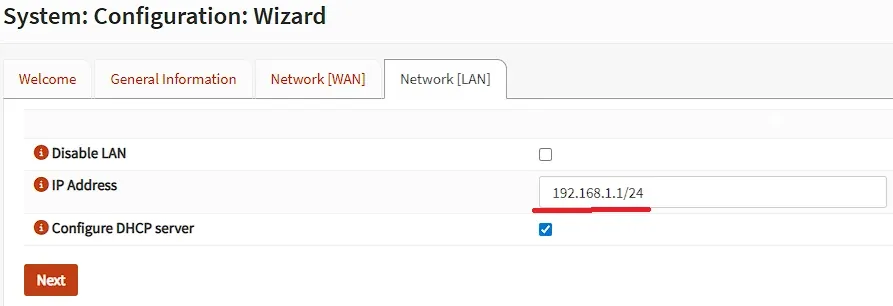 System: Configuration: Wizard
Welcome
General Information
Network [WAN]
Network [LAN]
Disable LAN
IP Address
192.168.1.1/24
Configure DHCP server
Next